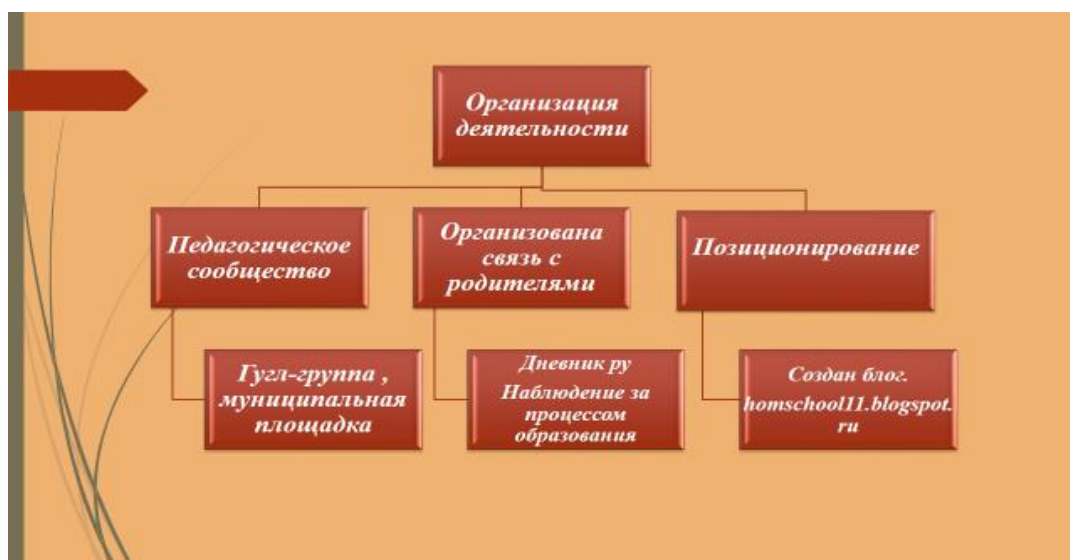 Организация
деятельности
Педагогическое
сообщество
Организована
связь с
родителями
Позиционирование
Гугл-группа ,
муниципальная
площадка
Дневник ру
Наблюдение за
процессом
образования
Создан блог.
homschool11.blogspot.
ru